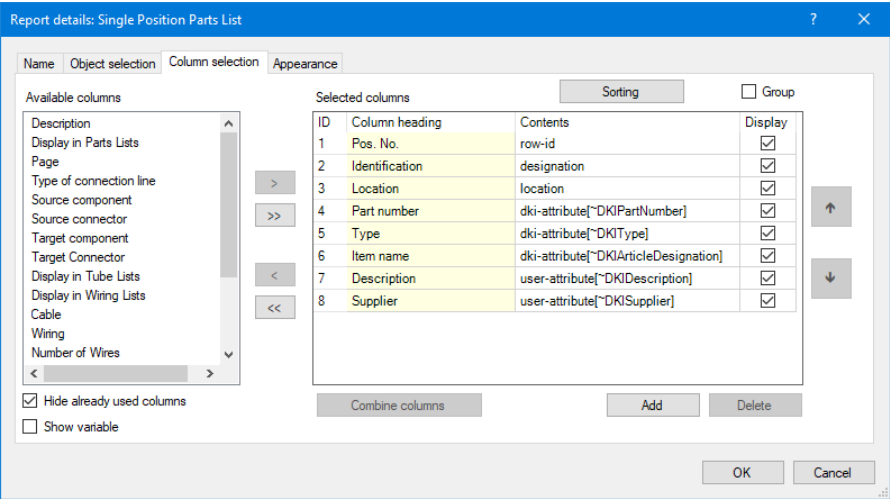 Report details: Single Position Parts List
Name Object selection Column selection Appearance
Available columns
Description
Display in Parts Lists
Page
Type of connection line
Source component
Source connector
Target component
Target Connector
Display in Tube Lists
Display in Wiring Lists
Cable
Wiring
Number of Wires
> 
>>
<
<<
Hide already used columns
Show variable
Selected columns Sorting Group
ID Column heading Contents Display
1 Pos. No. row-id
2 Identification designation
3 Location location
4 Part number dki-attribute[~DKIPartNumber]
5 Type dki-attribute[~DKIType]
6 Item name dki-attribute[~DKIArticleDesignation]
7 Description user-attribute[~DKIDescription]
8 Supplier user-attribute[~DKISupplier]
Combine columns Add Delete
OK Cancel